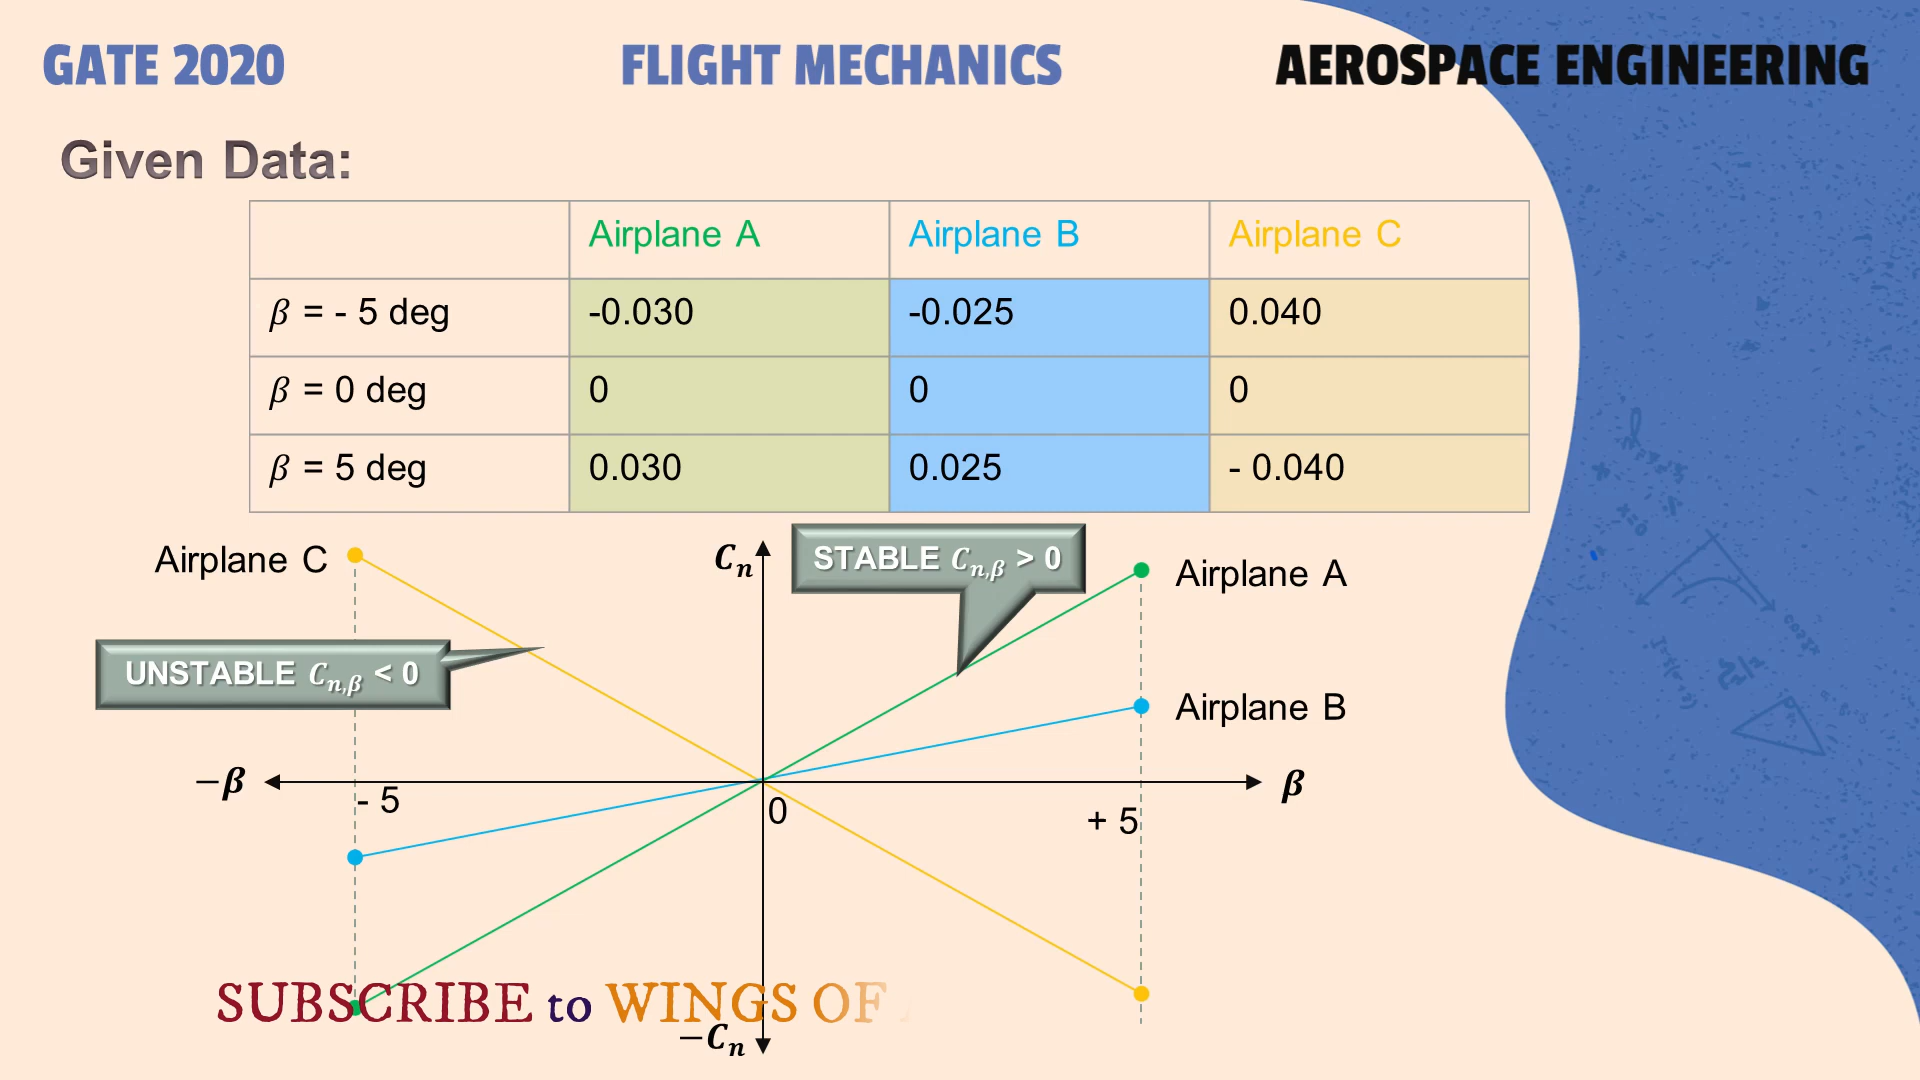 GATE 2020
FLIGHT MECHANICS
AEROSPACE ENGINEERING
Given Data:
Airplane A
Airplane B
Airplane C
β = - 5 deg
-0.030
-0.025
0.040
β = 0 deg
0
0
0
β = 5 deg
0.030
0.025
- 0.040
Airplane C
Cn
STABLE Cn,β > 0
Airplane A
UNSTABLE Cn,β < 0
Airplane B
−β
- 5
0
+ 5
β
SUBSCRIBE to WINGS OF
−Cn